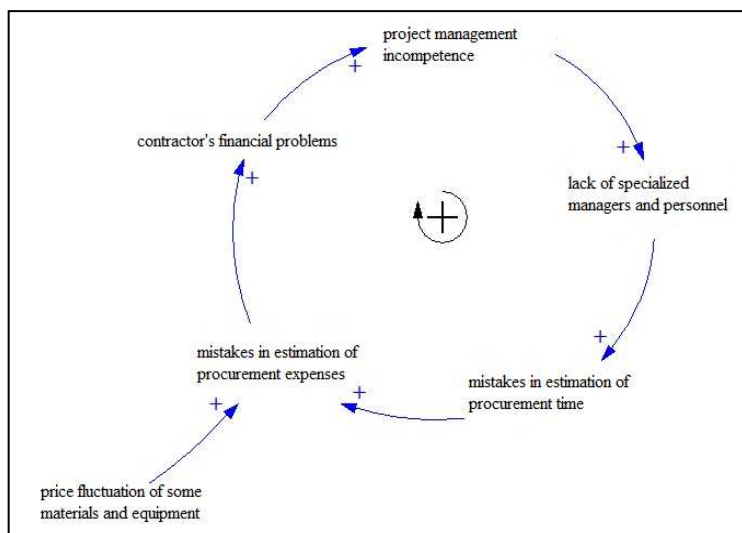 project management
incompetence
+
contractor's financial problems
+
+
lack of specialized
managers and personnel
+
+
mistakes in estimation of
procurement expenses
+
mistakes in estimation of
procurement time
+
price fluctuation of some
materials and equipment